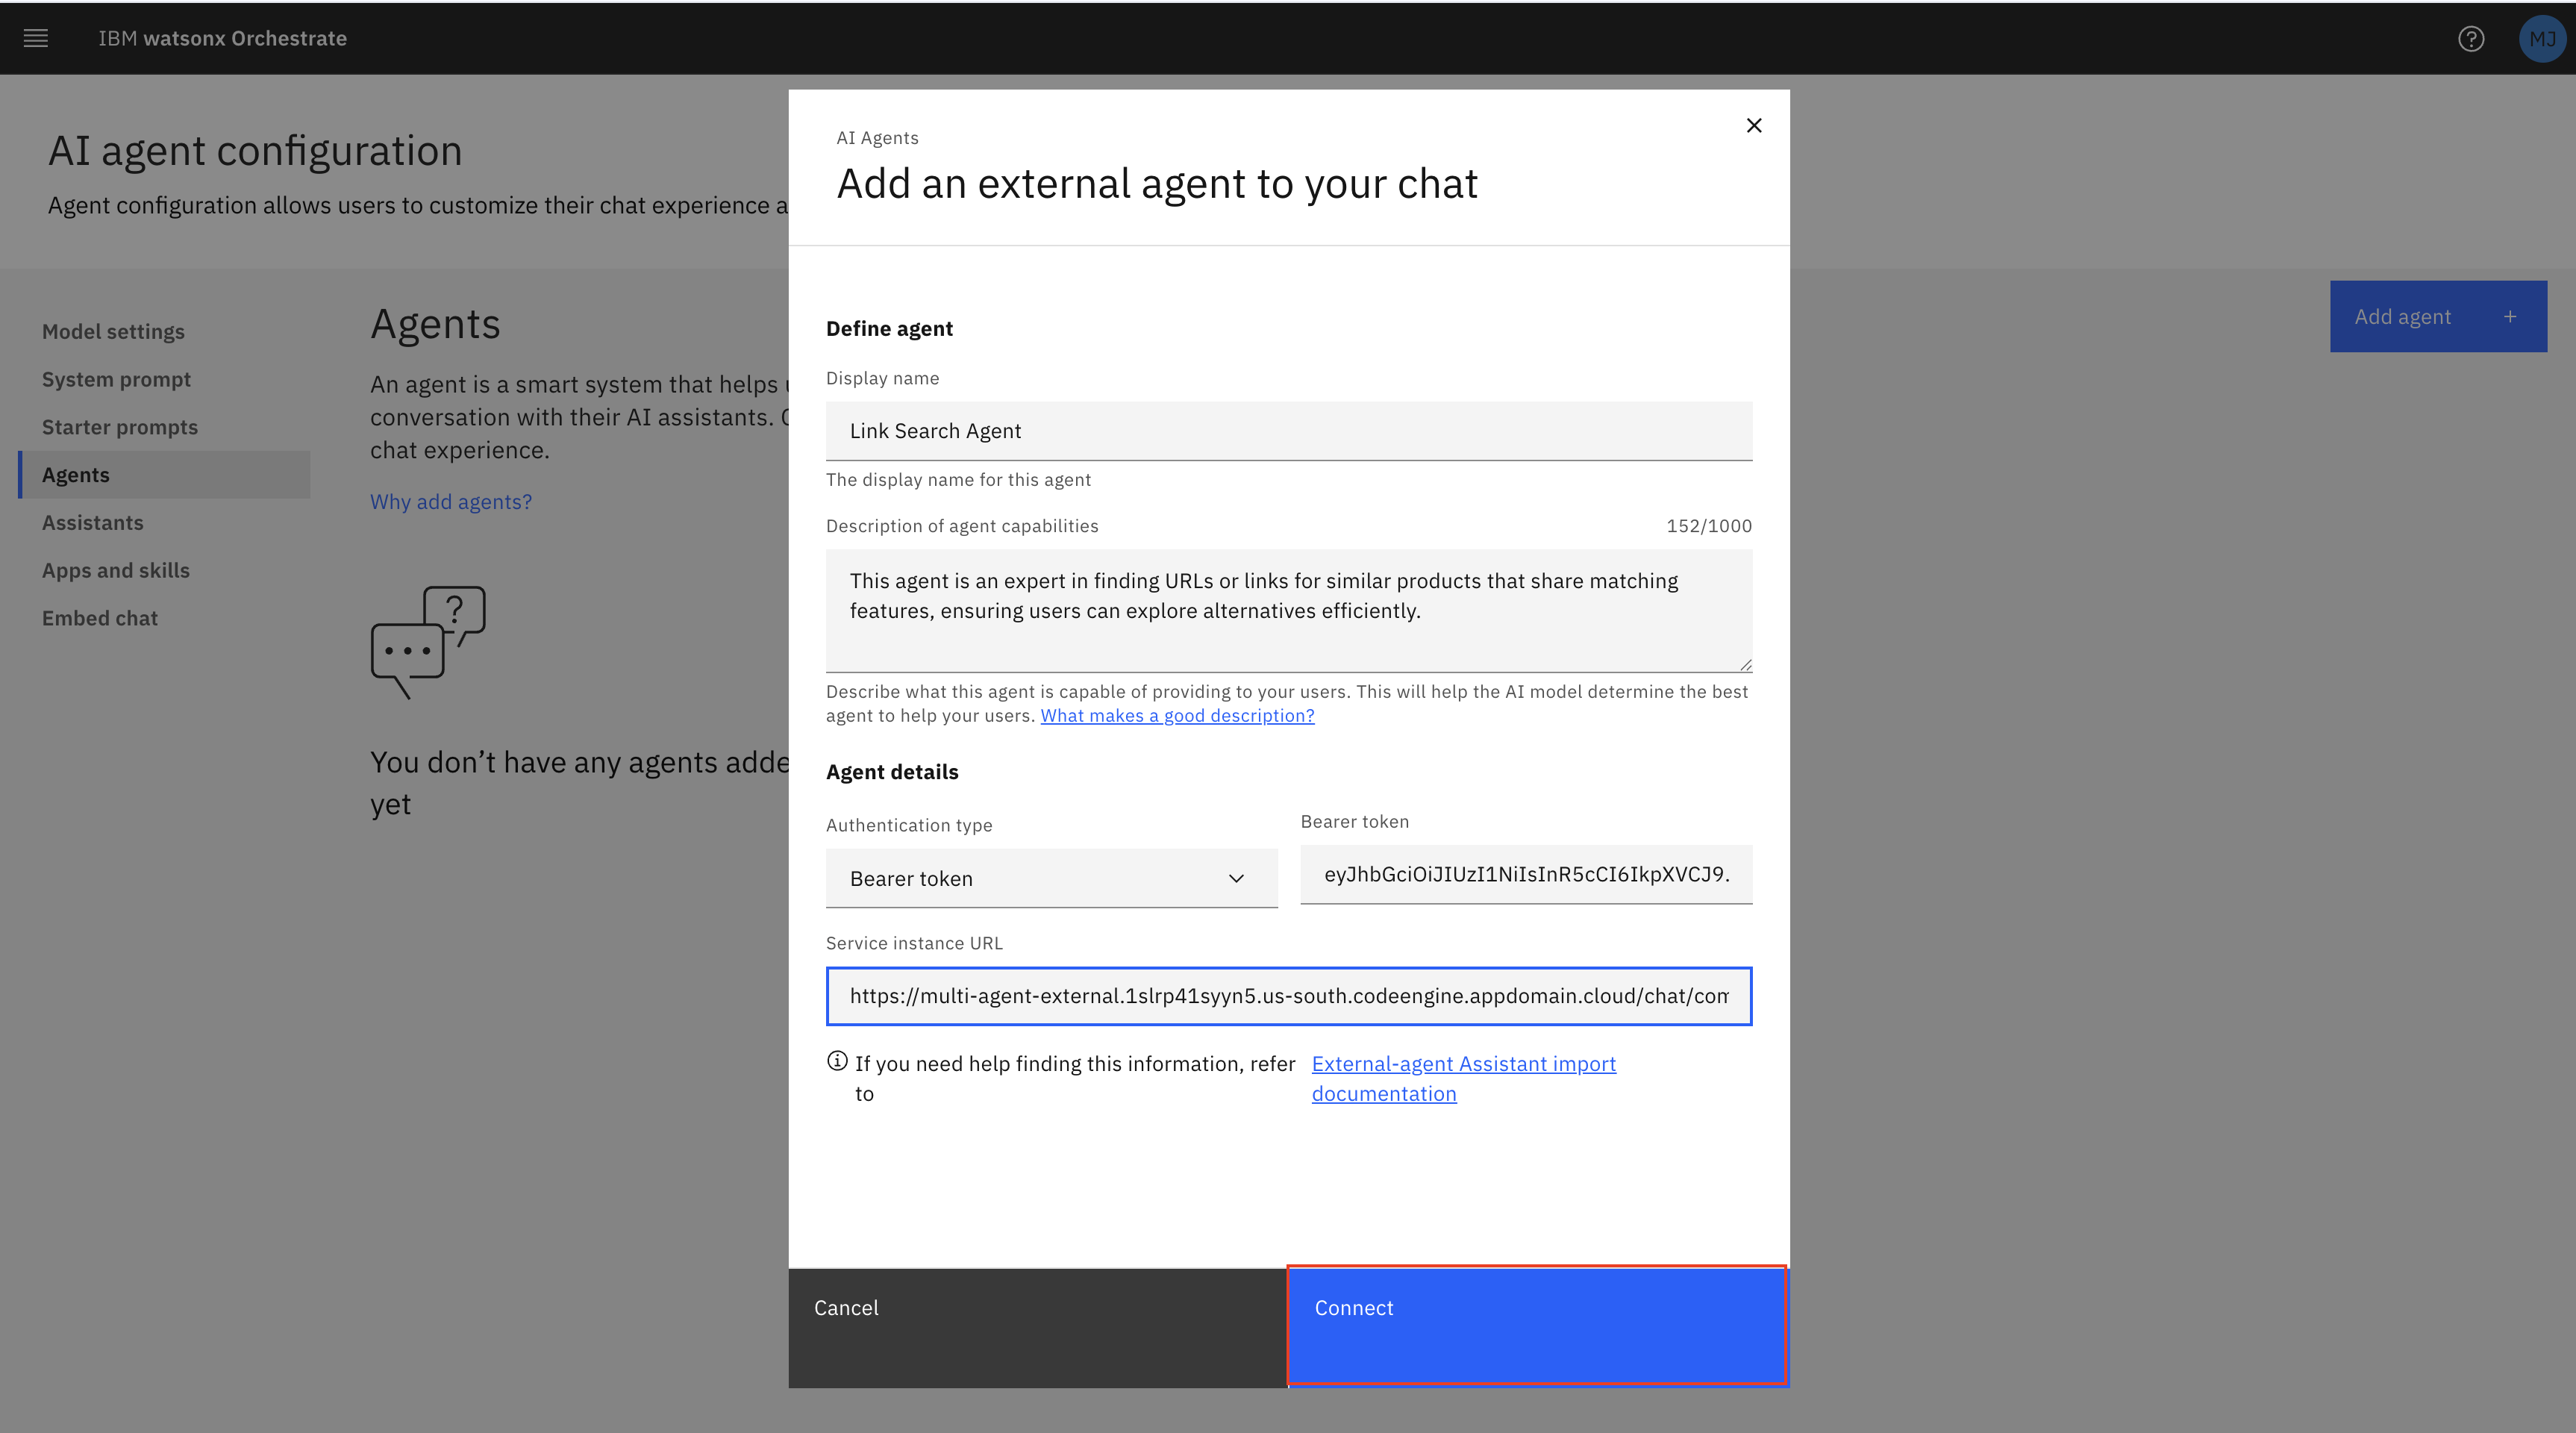 IBM watsonx Orchestrate
?
MJ
AI agent configuration
Agent configuration allows users to customize their chat experience a
Model settings
System prompt
Starter prompts
Agents
Assistants
Apps and skills
Embed chat
Agents
An agent is a smart system that helps
conversation with their AI assistants.
chat experience.
Why add agents?
?
You don’t have any agents adde
yet
Add agent +
AI Agents
Add an external agent to your chat
Define agent
Display name
Link Search Agent
The display name for this agent
Description of agent capabilities 152/1000
This agent is an expert in finding URLs or links for similar products that share matching
features, ensuring users can explore alternatives efficiently.
Describe what this agent is capable of providing to your users. This will help the AI model determine the best
agent to help your users. What makes a good description?
Agent details
Authentication type
Bearer token
Bearer token
eyJhbGciOiJIUzI1NiIsInR5cCI6IkpXVCJ9.
Service instance URL
https://multi-agent-external.1slrp41syyn5.us-south.codeengine.appdomain.cloud/chat/com
If you need help finding this information, refer
to
External-agent Assistant import
documentation
Cancel
Connect